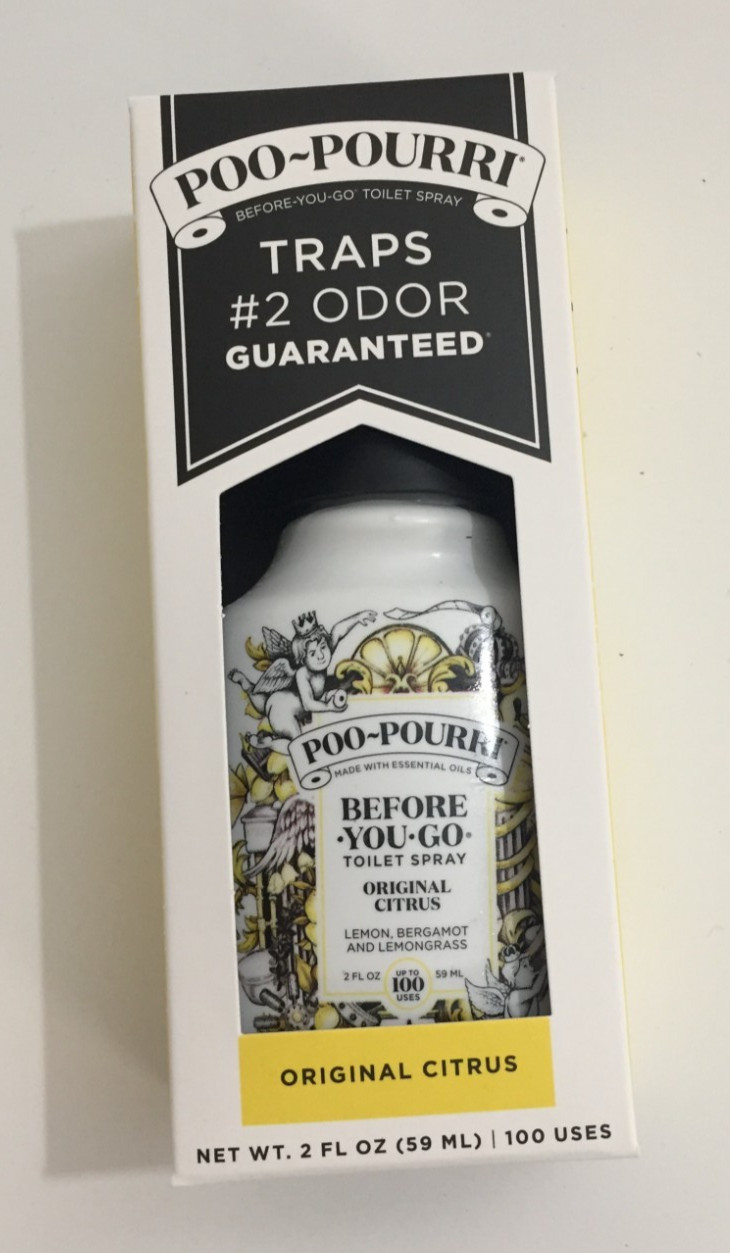 POO~POURRI®
BEFORE-YOU-GO® TOILET SPRAY
TRAPS
#2 ODOR
GUARANTEED®
POO~POURRI
MADE WITH ESSENTIAL OILS
BEFORE
·YOU·GO®
TOILET SPRAY
ORIGINAL
CITRUS
LEMON, BERGAMOT
AND LEMONGRASS
2 FL OZ UP TO 100 USES 59 ML
ORIGINAL CITRUS
NET WT. 2 FL OZ (59 ML) | 100 USES